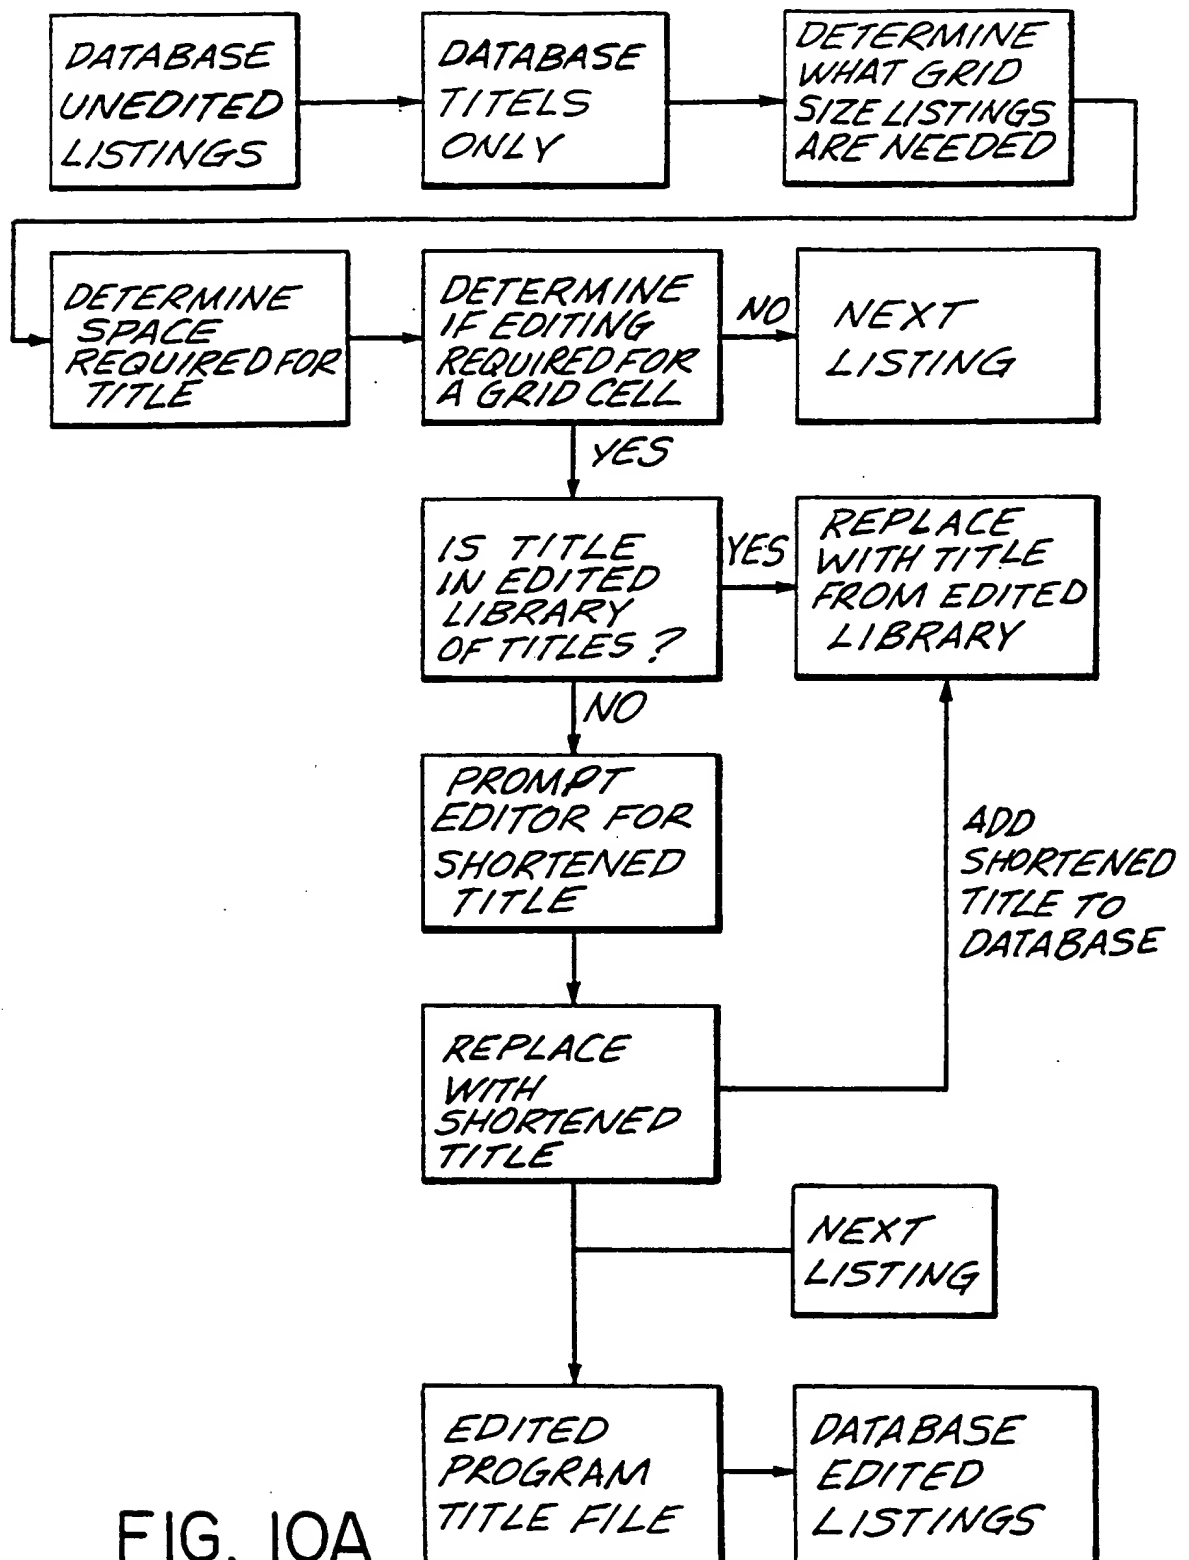 DATABASE
UNEDITED
LISTINGS
DATABASE
TITELS
ONLY
DETERMINE
WHAT GRID
SIZE LISTINGS
ARE NEEDED
DETERMINE
SPACE
REQUIRED FOR
TITLE
DETERMINE
IF EDITING
REQUIRED FOR
A GRID CELL
NO
NEXT
LISTING
YES
IS TITLE
IN EDITED
LIBRARY
OF TITLES?
YES
REPLACE
WITH TITLE
FROM EDITED
LIBRARY
NO
PROMPT
EDITOR FOR
SHORTENED
TITLE
ADD
SHORTENED
TITLE TO
DATABASE
REPLACE
WITH
SHORTENED
TITLE
NEXT
LISTING
EDITED
PROGRAM
TITLE FILE
DATABASE
EDITED
LISTINGS
FIG. 10A